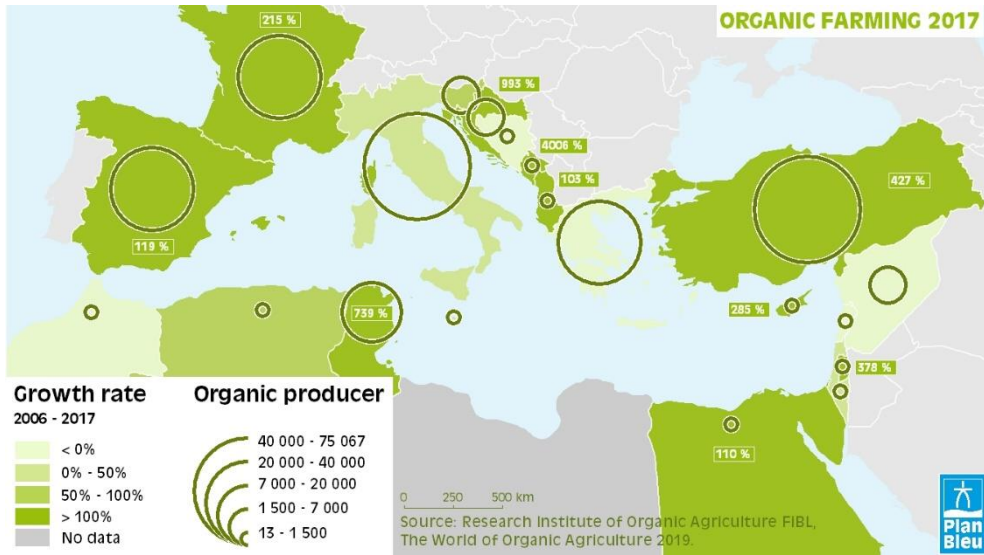 ORGANIC FARMING 2017
215 %
993 %
4006 %
103 %
427 %
119 %
739 %
285 %
378 %
110 %
Growth rate
2006 - 2017
< 0%
0% - 50%
50% - 100%
> 100%
No data
Organic producer
40 000 - 75 067
20 000 - 40 000
7 000 - 20 000
1 500 - 7 000
13 - 1 500
0 250 500 km
Source: Research Institute of Organic Agriculture FIBL,
The World of Organic Agriculture 2019.
Plan
Bleu